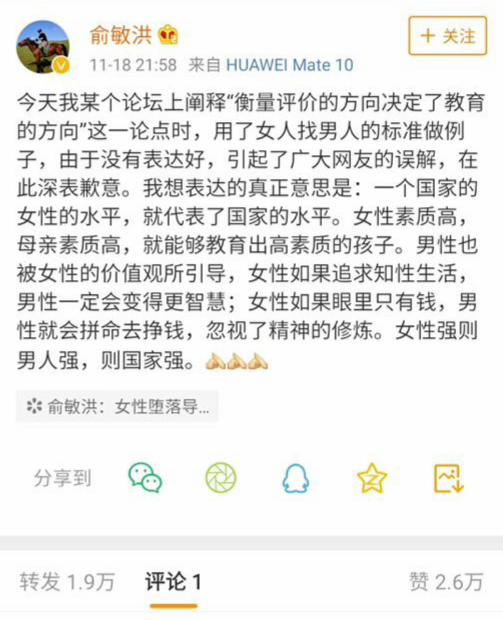 俞敏洪
11-18 21:58 来自 HUAWEI Mate 10
+ 关注
今天我某个论坛上阐释“衡量评价的方向决定了教育
的方向”这一论点时，用了女人找男人的标准做例
子，由于没有表达好，引起了广大网友的误解，在
此深表歉意。我想表达的真正意思是：一个国家的
女性的水平，就代表了国家的水平。女性素质高，
母亲素质高，就能够教育出高素质的孩子。男性也
被女性的价值观所引导，女性如果追求知性生活，
男性一定会变得更智慧；女性如果眼里只有钱，男
性就会拼命去挣钱，忽视了精神的修炼。女性强则
男人强，则国家强。🙏🙏🙏
俞敏洪：女性堕落导...
分享到
转发 1.9万 评论 1 赞 2.6万